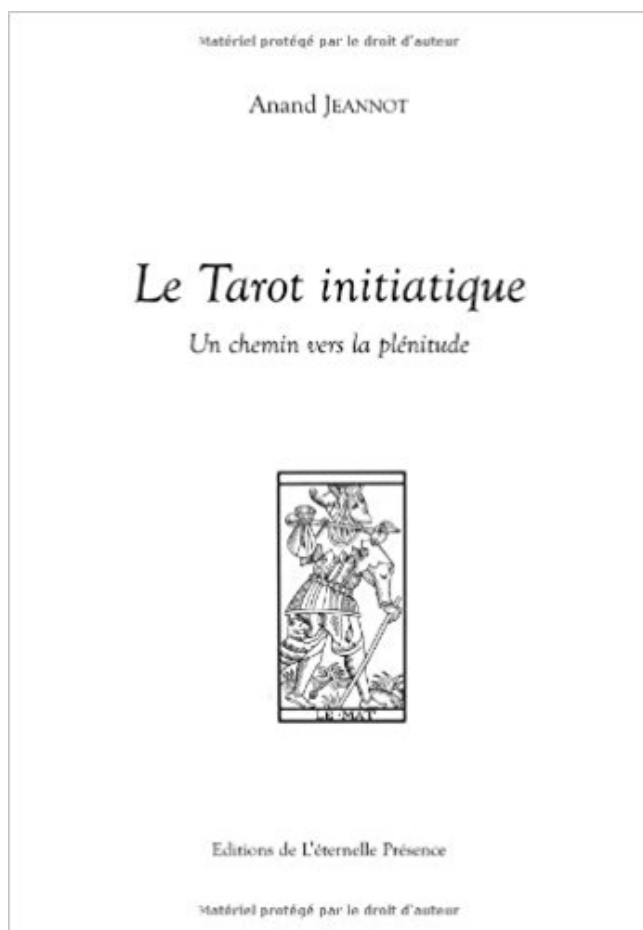 Matériel protégé par le droit d'auteur
Anand JEANNOT
Le Tarot initiatique
Un chemin vers la plénitude
LE·MAT
Editions de L'éternelle Présence
Matériel protégé par le droit d'auteur